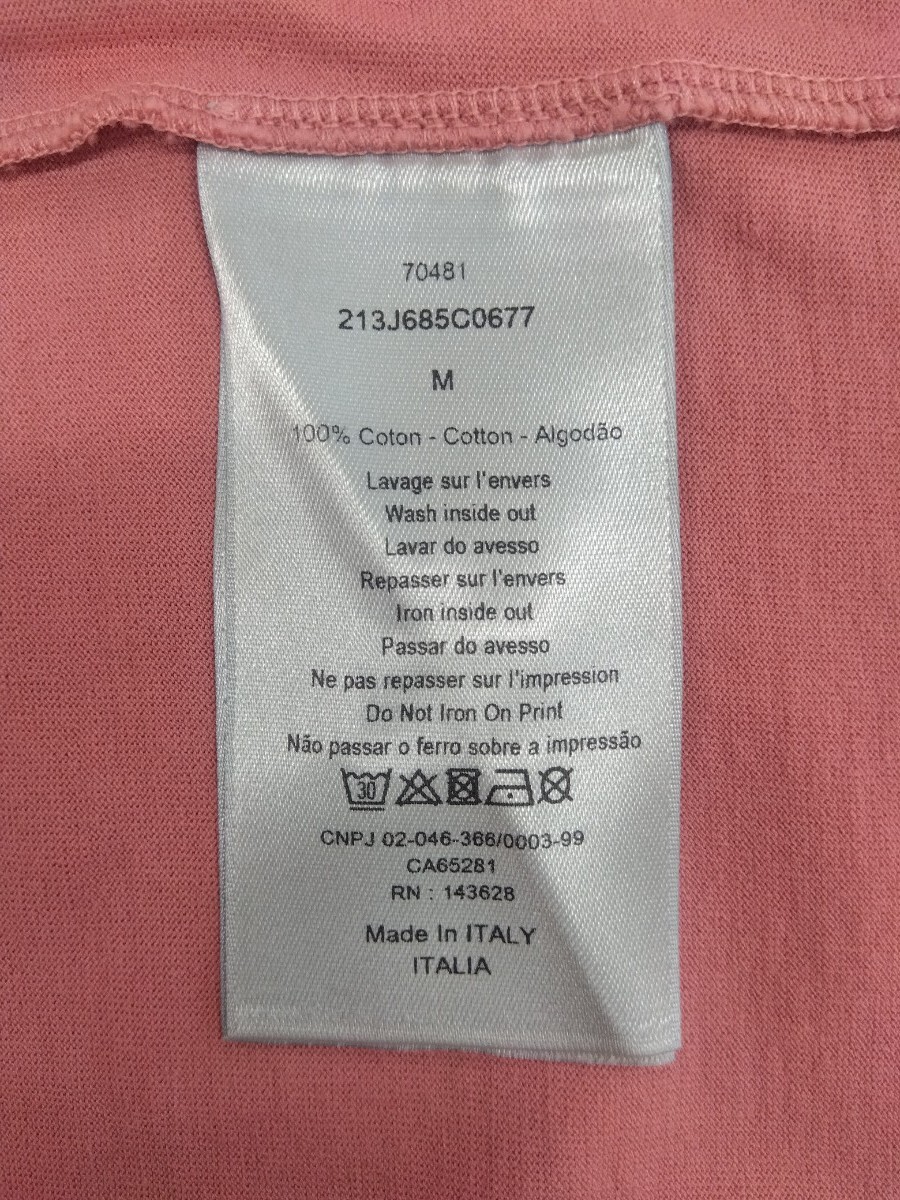 70481
213J685C0677
M
100% Coton - Cotton - Algodão
Lavage sur l'envers
Wash inside out
Lavar do avesso
Repasser sur l'envers
Iron inside out
Passar do avesso
Ne pas repasser sur l'impression
Do Not Iron On Print
Não passar o ferro sobre a impressão
30
CNPJ 02-046-366/0003-99
CA65281
RN : 143628
Made In ITALY
ITALIA